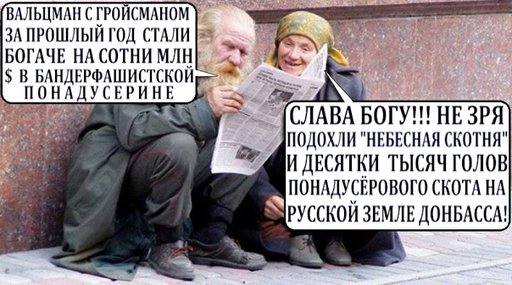 ВАЛЬЦМАН С ГРОЙСМАНОМ
ЗА ПРОШЛЫЙ ГОД СТАЛИ
БОГАЧЕ НА СОТНИ МЛН
$ В БАНДЕРФАШИСТСКОЙ
ПОНАДУСЕРИНЕ
СЛАВА БОГУ!!! НЕ ЗРЯ
ПОДОХЛИ "НЕБЕСНАЯ СКОТНЯ"
И ДЕСЯТКИ ТЫСЯЧ ГОЛОВ
ПОНАДУСЁРОВОГО СКОТА НА
РУССКОЙ ЗЕМЛЕ ДОНБАССА!